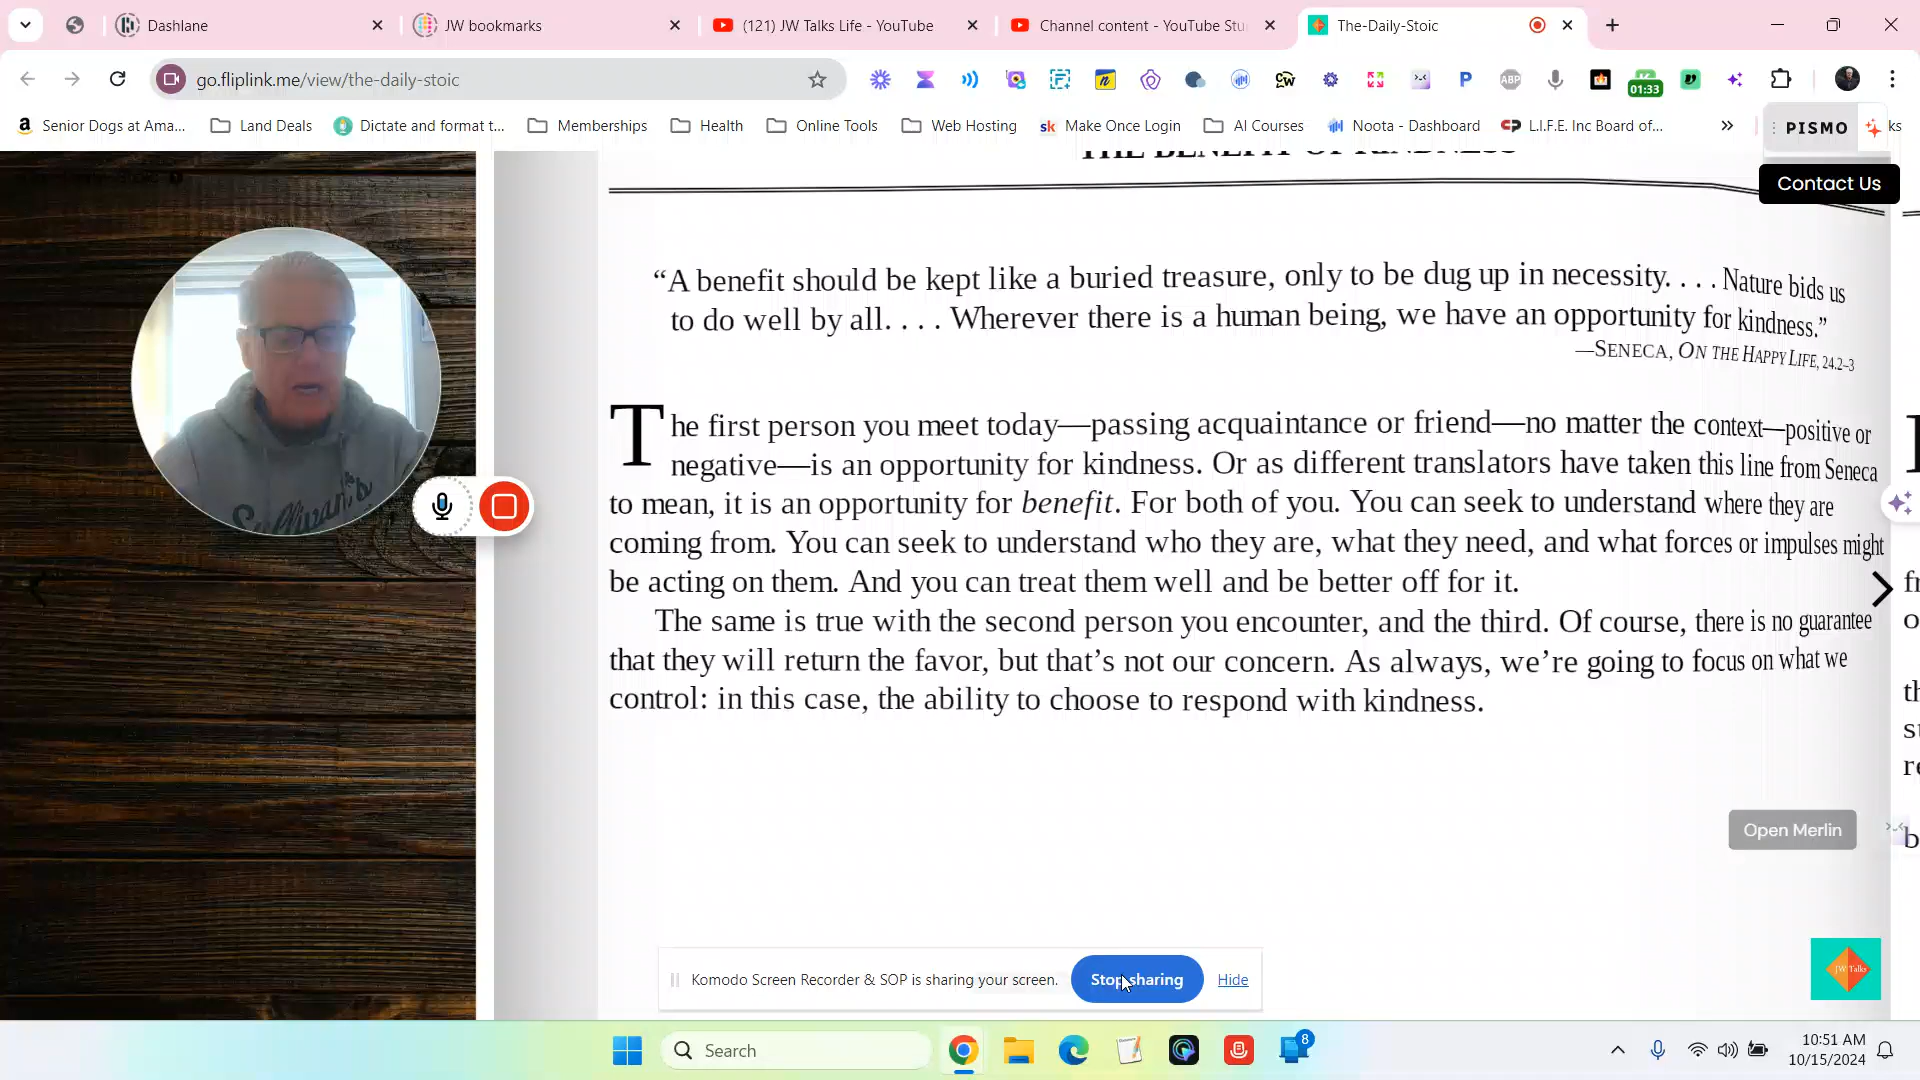 Dashlane
JW bookmarks
(121) JW Talks Life - YouTube
Channel content - YouTube Stu
The-Daily-Stoic
go.fliplink.me/view/the-daily-stoic
ABP
01:33
Senior Dogs at Ama...
Land Deals
Dictate and format t...
Memberships
Health
Online Tools
Web Hosting
sk Make Once Login
AI Courses
Noota - Dashboard
CP L.I.F.E. Inc Board of...
PISMO
ks
Contact Us
THE BENEFIT OF KINDNESS
“A benefit should be kept like a buried treasure, only to be dug up in necessity. . . . Nature bids us
to do well by all. . . . Wherever there is a human being, we have an opportunity for kindness.”
—SENECA, ON THE HAPPY LIFE, 24.2–3
The first person you meet today—passing acquaintance or friend—no matter the context—positive or
negative—is an opportunity for kindness. Or as different translators have taken this line from Seneca
to mean, it is an opportunity for benefit. For both of you. You can seek to understand where they are
coming from. You can seek to understand who they are, what they need, and what forces or impulses might
be acting on them. And you can treat them well and be better off for it.
The same is true with the second person you encounter, and the third. Of course, there is no guarantee
that they will return the favor, but that’s not our concern. As always, we’re going to focus on what we
control: in this case, the ability to choose to respond with kindness.
Open Merlin
JW Talks
Komodo Screen Recorder & SOP is sharing your screen.
Stop sharing
Hide
Search
8
10:51 AM
10/15/2024